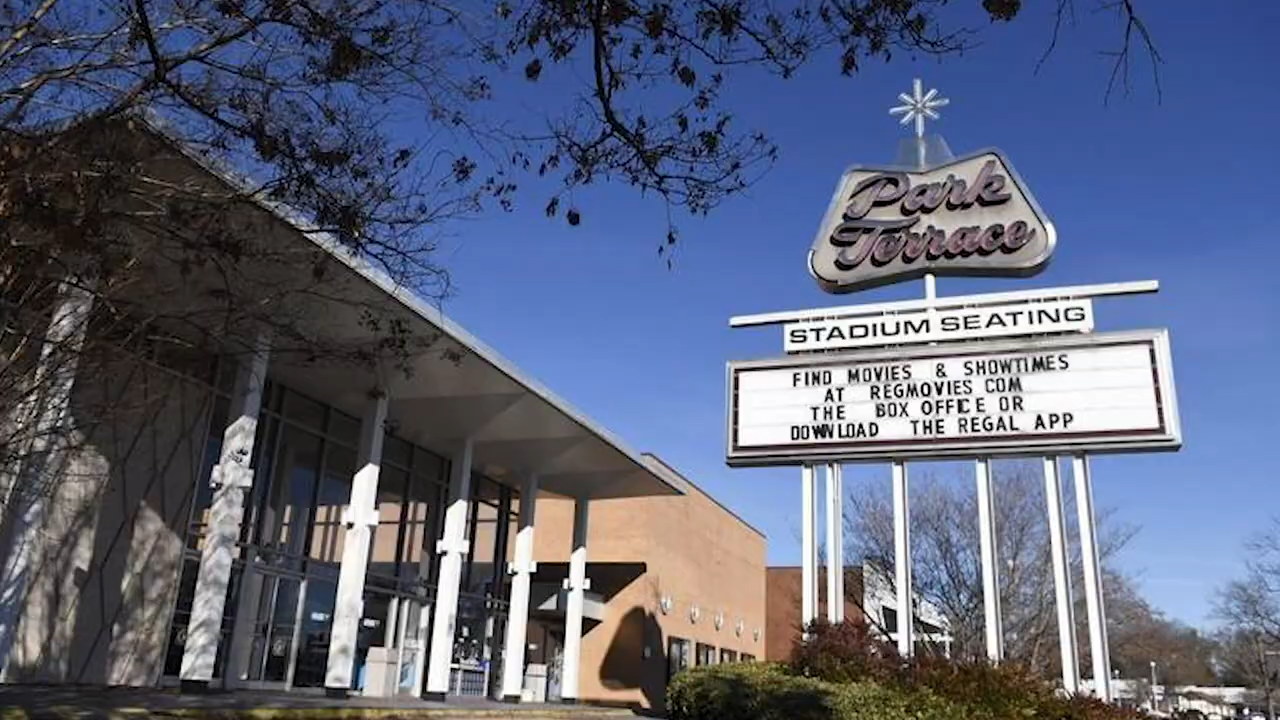 Park
Terrace
STADIUM SEATING
FIND MOVIES & SHOWTIMES
AT REGMOVIES COM
THE BOX OFFICE OR
DOWNLOAD THE REGAL APP